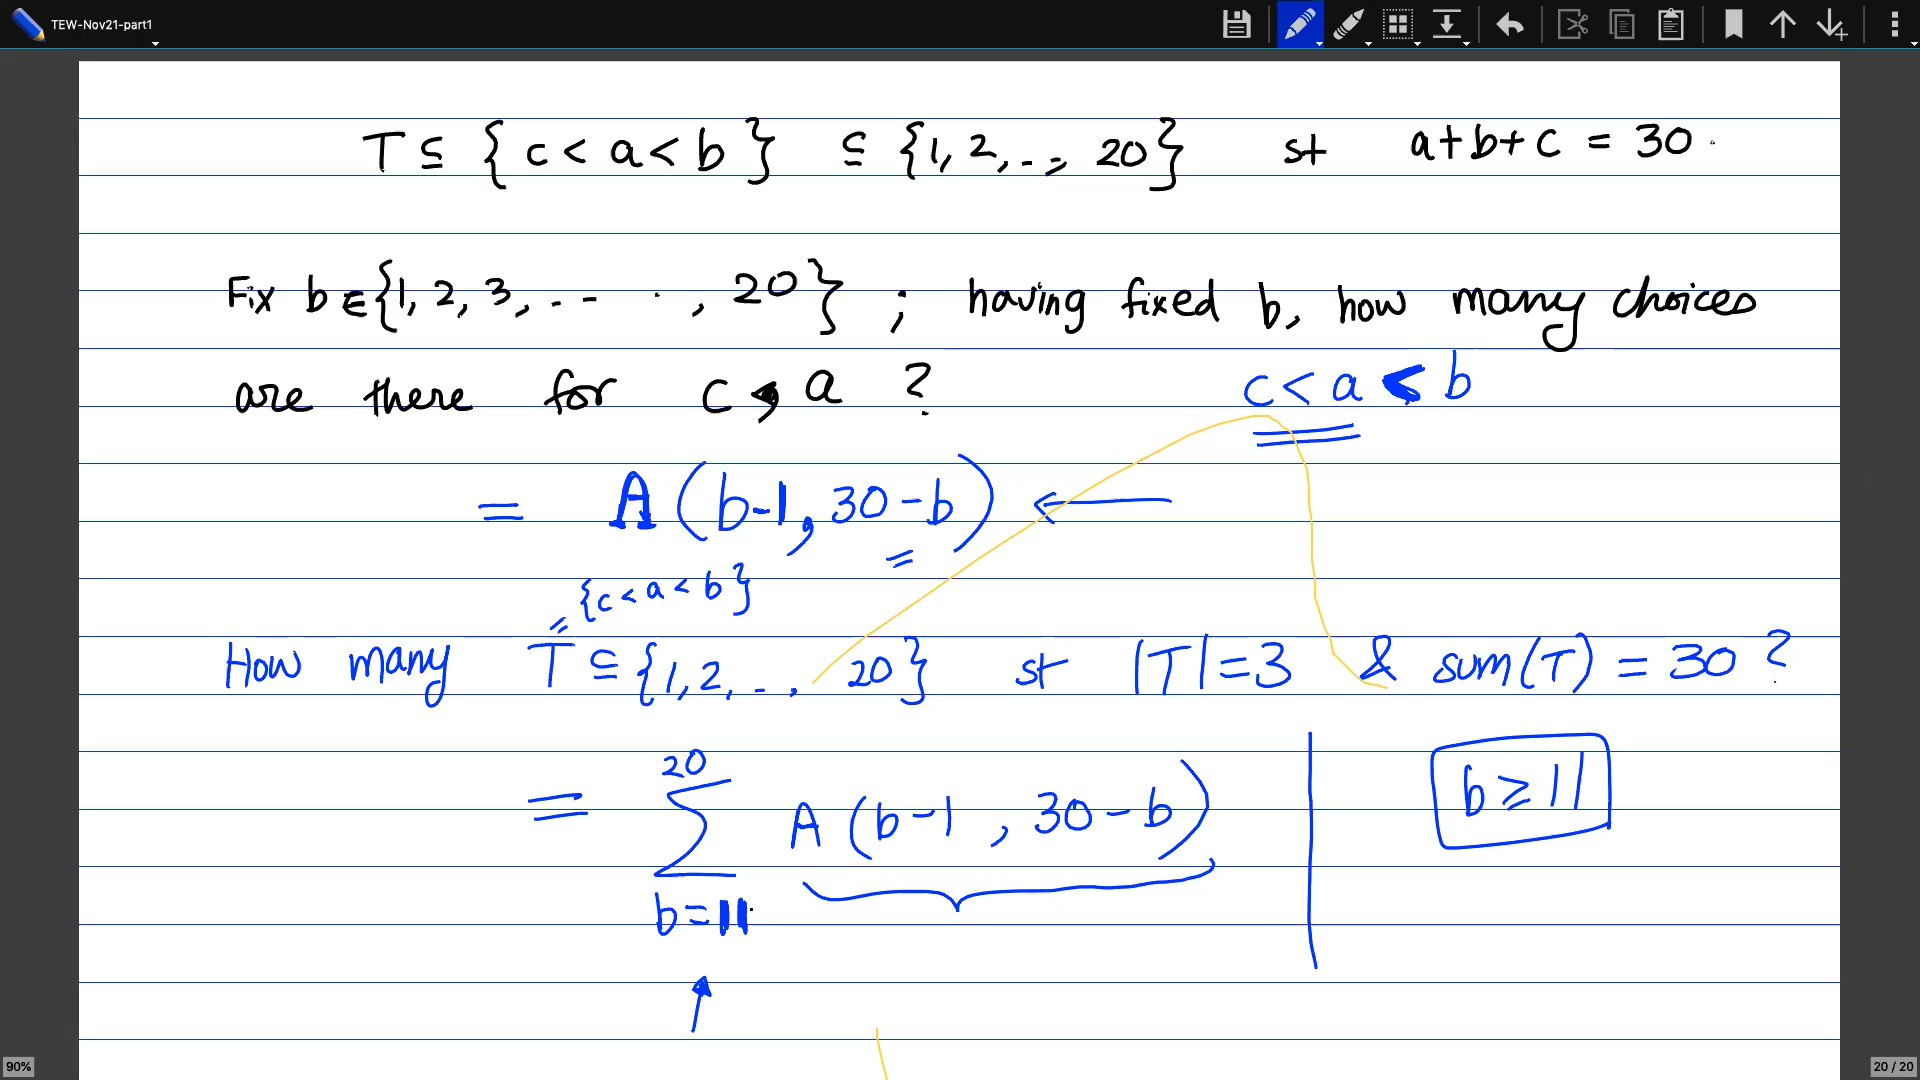 TEW-Nov21-part1
T ⊆ { c < a < b } ⊆ {1, 2, .., 20} st a+b+c = 30.
Fix b ∈ {1, 2, 3, .. -- . , 20} ; having fixed b, how many choices
are there for c, a ?
c < a < b
= A (b-1, 30-b) ←
= {c < a < b}
How many T ⊆ {1, 2, .. , 20} st |T| = 3 & sum(T) = 30 ?
= ∑_{b=11}^{20} A (b-1, 30-b)
b ≥ 11
90%
20 / 20